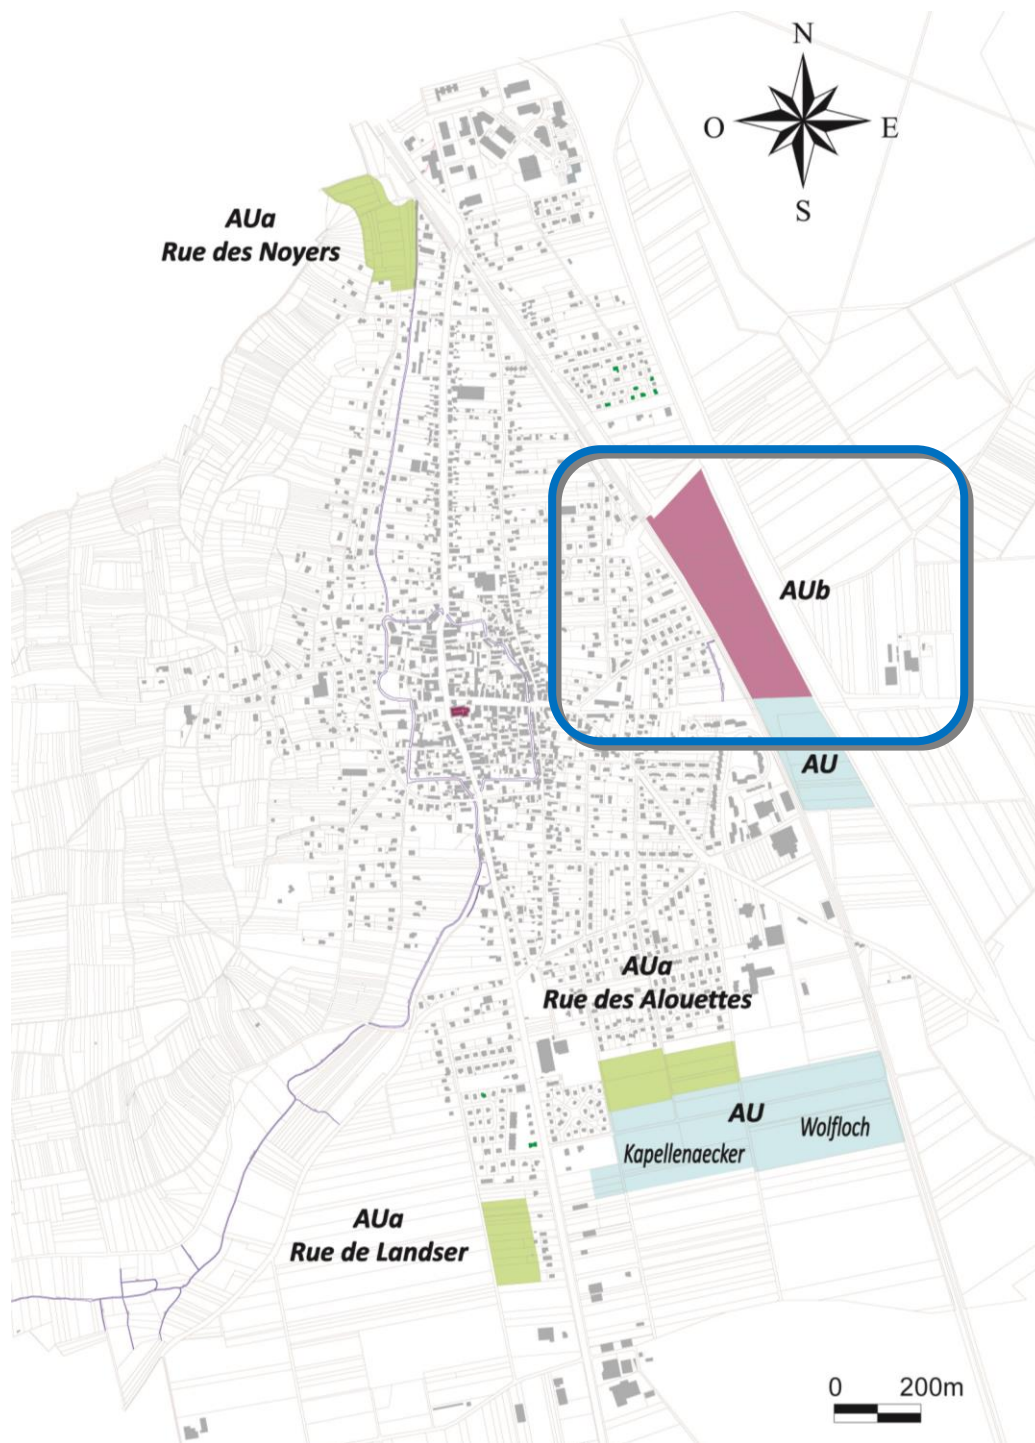 N
O
E
S
AUa
Rue des Noyers
AUb
AU
AUa
Rue des Alouettes
AU
Wolfloch
Kapellenaecker
AUa
Rue de Landser
0 200m